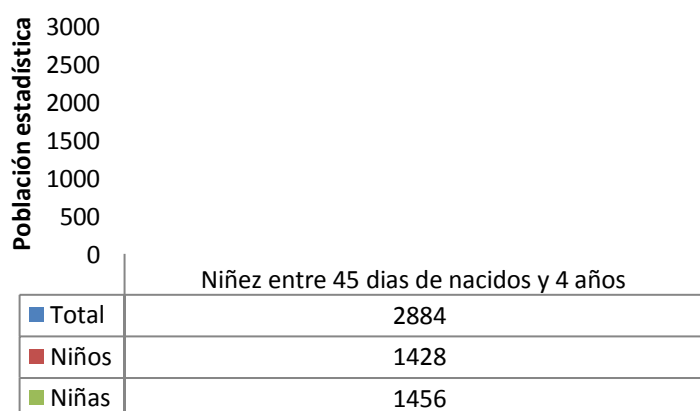 Población estadística
3000
2500
2000
1500
1000
500
0
Niñez entre 45 dias de nacidos y 4 años
Total 2884
Niños 1428
Niñas 1456